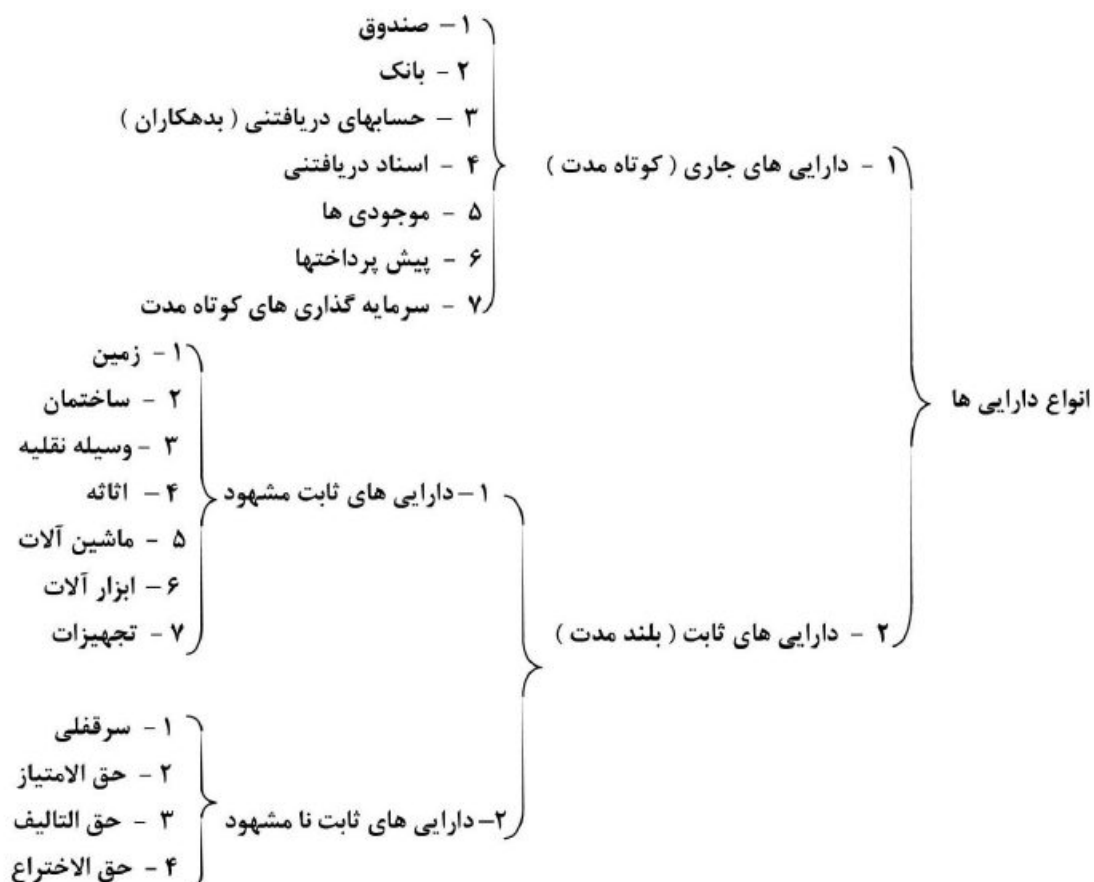 انواع دارایی ها
۱ - دارایی های جاری ( کوتاه مدت )
۱ - صندوق
۲ - بانک
۳ - حسابهای دریافتنی ( بدهکاران )
۴ - اسناد دریافتنی
۵ - موجودی ها
۶ - پیش پرداختها
۷ - سرمایه گذاری های کوتاه مدت
۲ - دارایی های ثابت ( بلند مدت )
۱ - دارایی های ثابت مشهود
۱ - زمین
۲ - ساختمان
۳ - وسیله نقلیه
۴ - اثاثه
۵ - ماشین آلات
۶ - ابزار آلات
۷ - تجهیزات
۲- دارایی های ثابت نا مشهود
۱ - سرقفلی
۲ - حق الامتیاز
۳ - حق التالیف
۴ - حق الاختراع